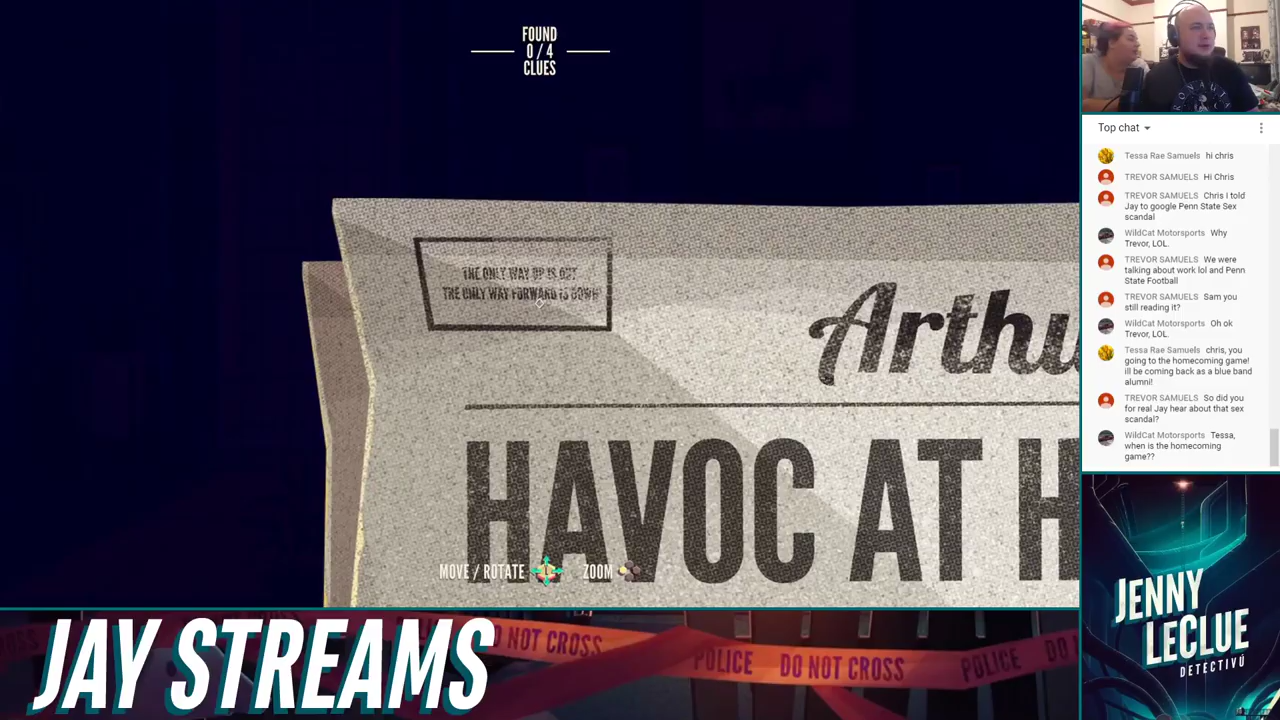 FOUND
0 / 4
CLUES
THE ONLY WAY UP IS OUT
THE ONLY WAY FORWARD IS DOWN
Arthu
HAVOC AT H
MOVE / ROTATE
ZOOM
JAY STREAMS
DO NOT CROSS
POLICE DO NOT CROSS
POLICE
DO
Top chat
Tessa Rae Samuels hi chris
TREVOR SAMUELS Hi Chris
TREVOR SAMUELS Chris I told
Jay to google Penn State Sex
scandal
WildCat Motorsports Why
Trevor, LOL.
TREVOR SAMUELS We were
talking about work lol and Penn
State Football
TREVOR SAMUELS Sam you
still reading it?
WildCat Motorsports Oh ok
Trevor, LOL.
Tessa Rae Samuels chris, you
going to the homecoming game!
ill be coming back as a blue band
alumni!
TREVOR SAMUELS So did you
for real Jay hear about that sex
scandal?
WildCat Motorsports Tessa,
when is the homecoming
game??
JENNY
LECLUE
DETECTIVÚ